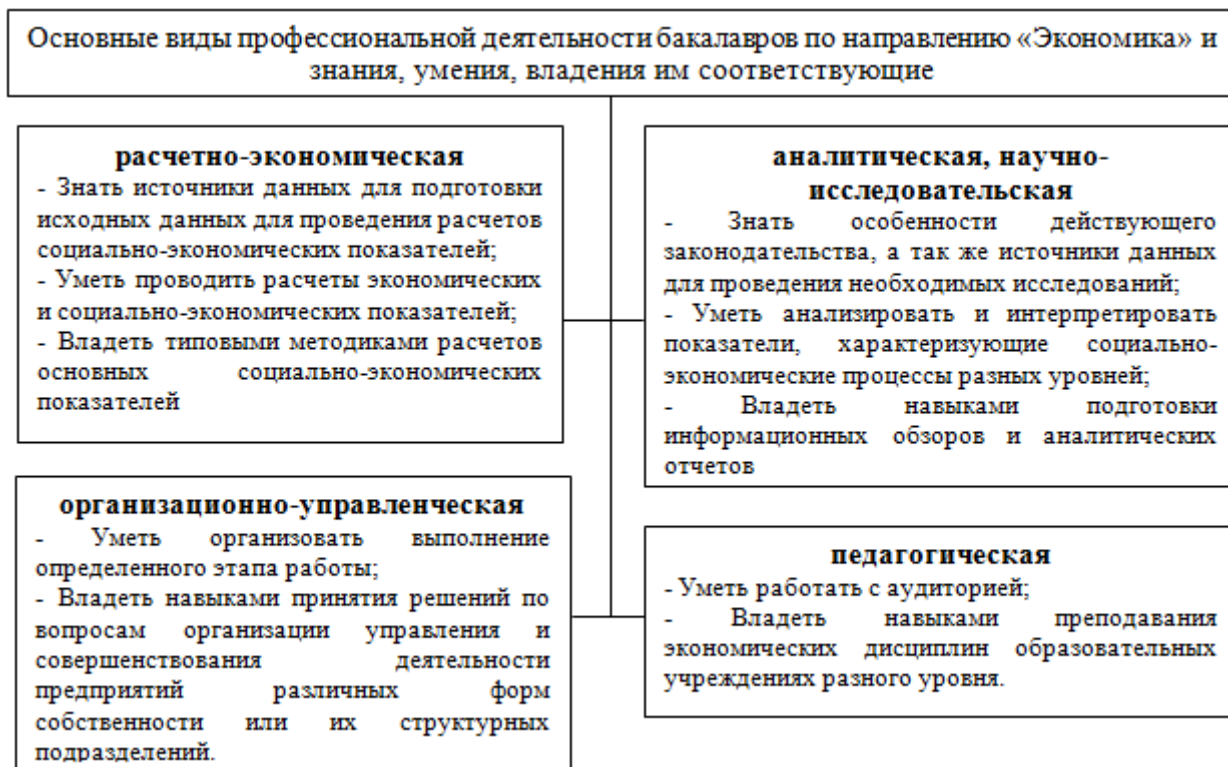 Основные виды профессиональной деятельности бакалавров по направлению «Экономика» и
знания, умения, владения им соответствующие
расчетно-экономическая
- Знать источники данных для подготовки
исходных данных для проведения расчетов
социально-экономических показателей;
- Уметь проводить расчеты экономических
и социально-экономических показателей;
- Владеть типовыми методиками расчетов
основных социально-экономических
показателей
аналитическая, научно-
исследовательская
- Знать особенности действующего
законодательства, а так же источники данных
для проведения необходимых исследований;
- Уметь анализировать и интерпретировать
показатели, характеризующие социально-
экономические процессы разных уровней;
- Владеть навыками подготовки
информационных обзоров и аналитических
отчетов
организационно-управленческая
- Уметь организовать выполнение
определенного этапа работы;
- Владеть навыками принятия решений по
вопросам организации управления и
совершенствования деятельности
предприятий различных форм
собственности или их структурных
подразделений.
педагогическая
- Уметь работать с аудиторией;
- Владеть навыками преподавания
экономических дисциплин образовательных
учреждениях разного уровня.